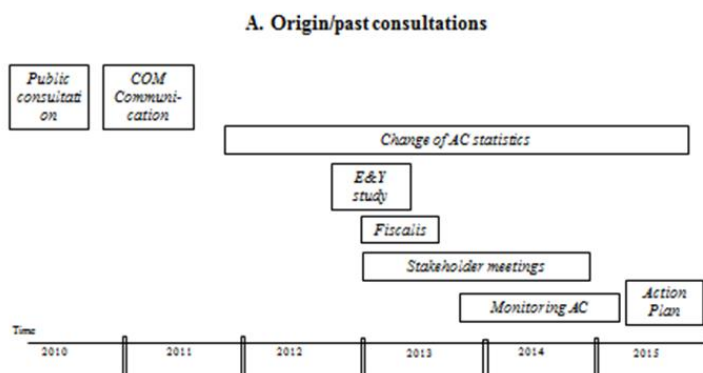 A. Origin/past consultations
Public
consultati
on
COM
Communi-
cation
Change of AC statistics
E&Y
study
Fiscalis
Stakeholder meetings
Monitoring AC
Action
Plan
Time
2010
2011
2012
2013
2014
2015